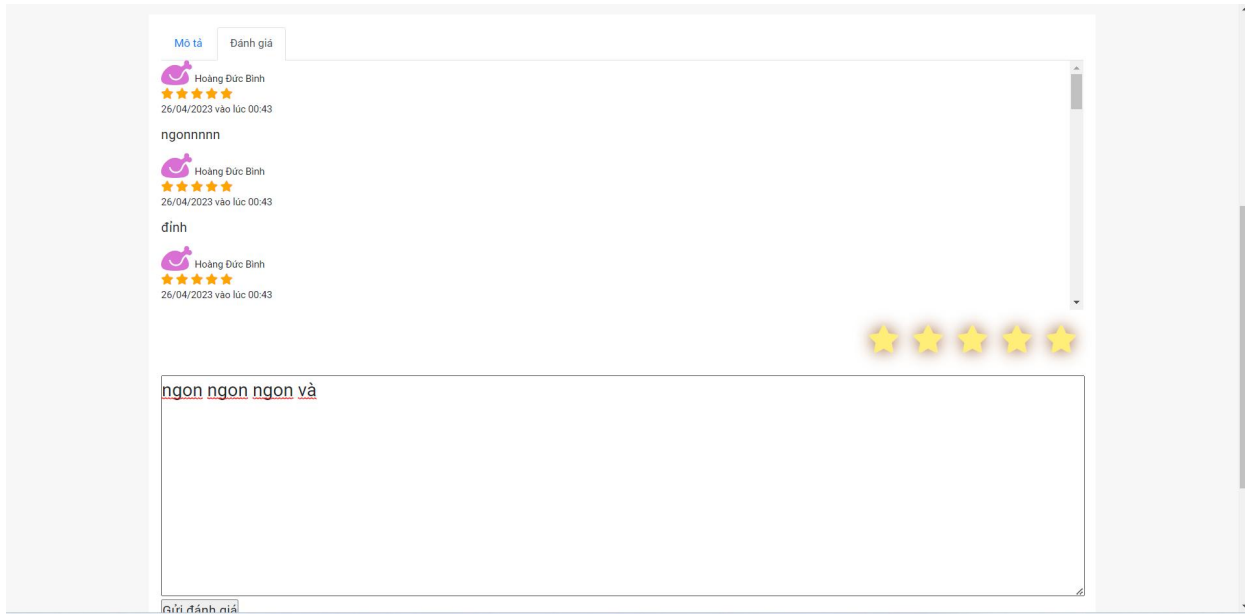 Mô tả Đánh giá
Hoàng Đức Bình
26/04/2023 vào lúc 00:43
ngonnnnn
Hoàng Đức Bình
26/04/2023 vào lúc 00:43
đỉnh
Hoàng Đức Bình
26/04/2023 vào lúc 00:43
ngon ngon ngon và
Gửi đánh giá